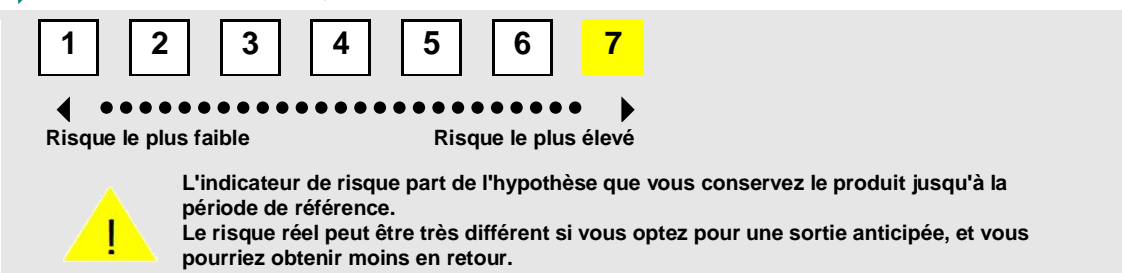 1 2 3 4 5 6 7
Risque le plus faible Risque le plus élevé
L'indicateur de risque part de l'hypothèse que vous conservez le produit jusqu'à la
période de référence.
Le risque réel peut être très différent si vous optez pour une sortie anticipée, et vous
pourriez obtenir moins en retour.
!